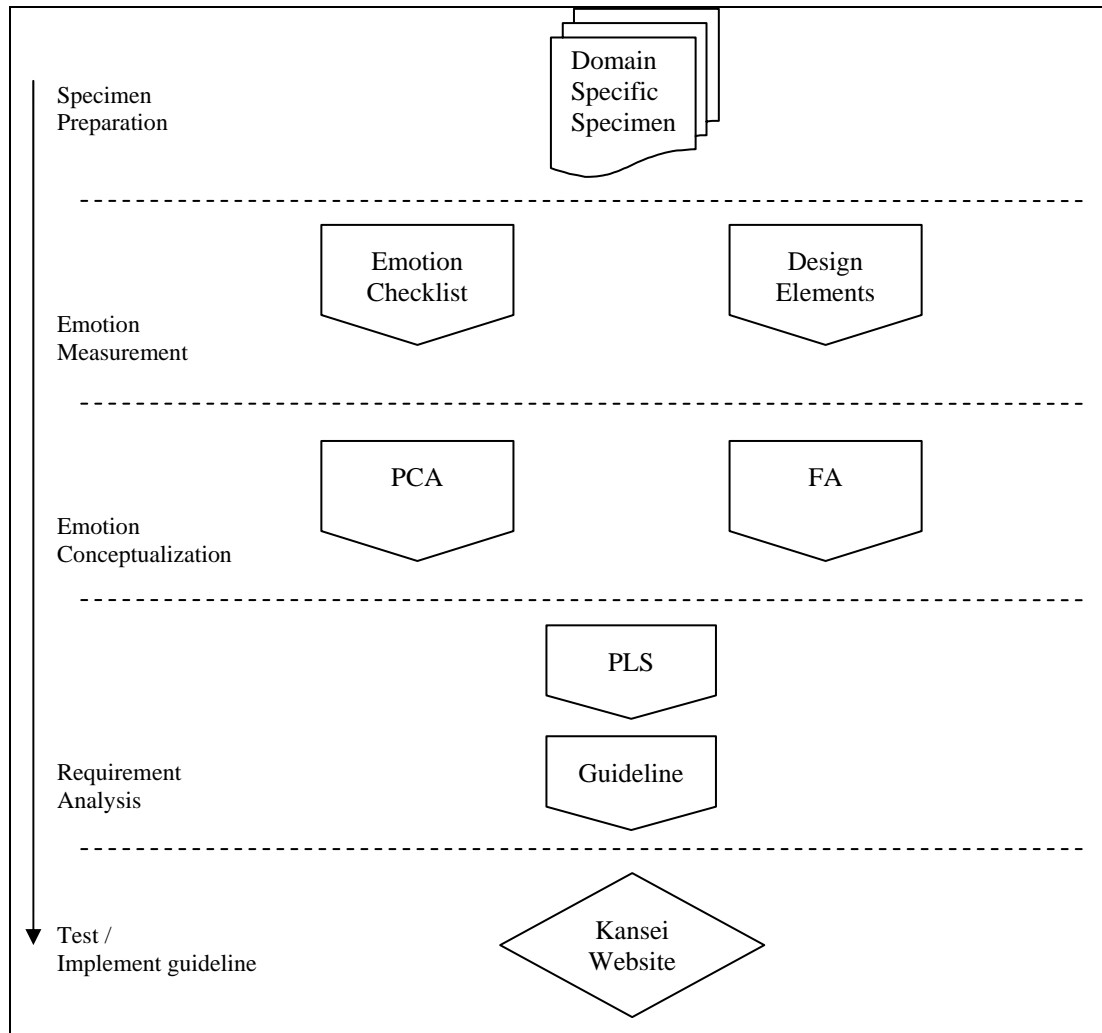 Domain
Specific
Specimen
Specimen
Preparation
Emotion
Checklist
Design
Elements
Emotion
Measurement
PCA
FA
Emotion
Conceptualization
PLS
Guideline
Requirement
Analysis
Kansei
Website
Test /
Implement guideline